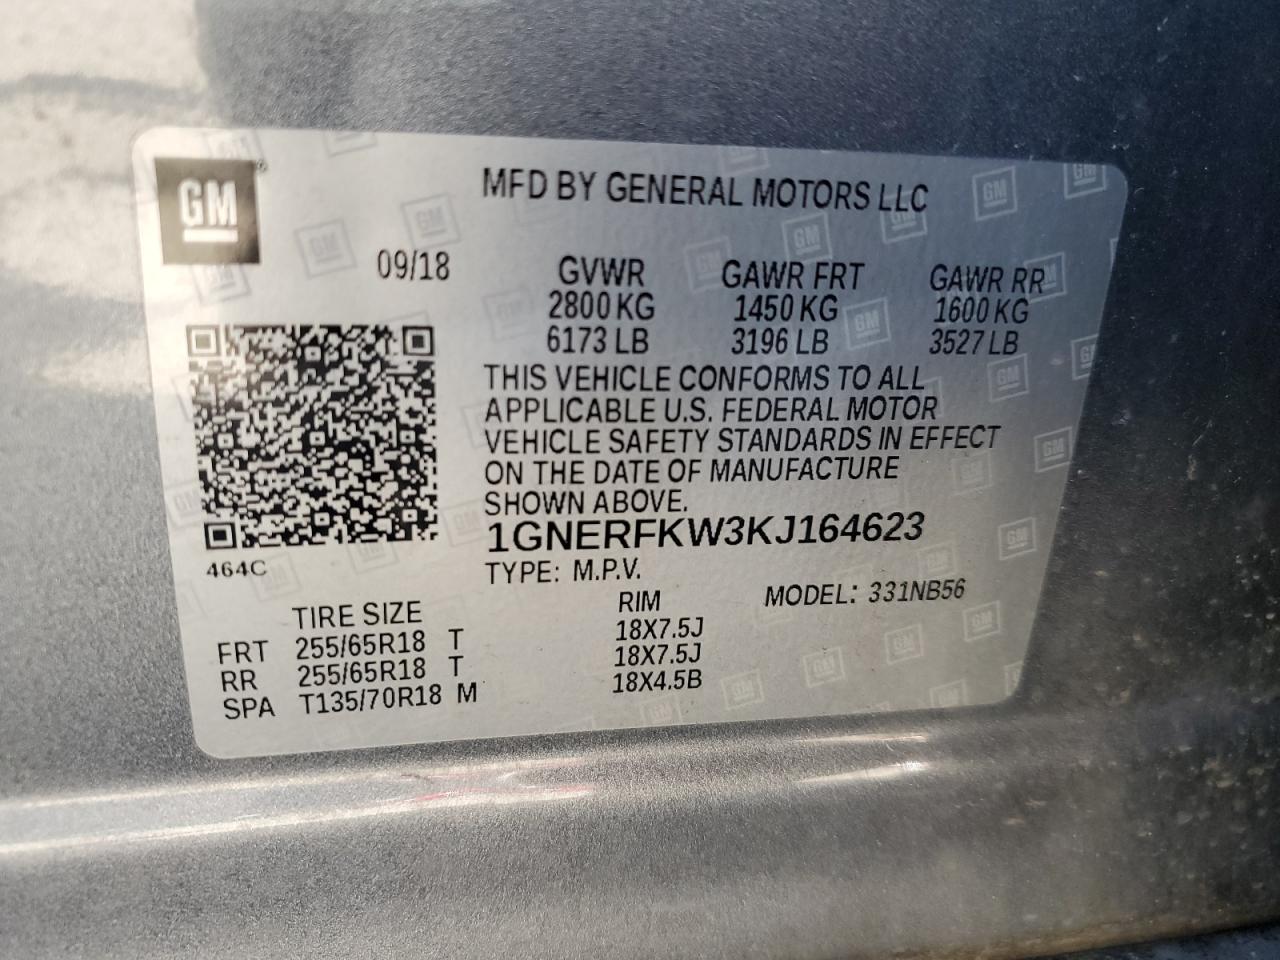 GM
MFD BY GENERAL MOTORS LLC
09/18
GVWR GAWR FRT GAWR RR
2800 KG 1450 KG 1600 KG
6173 LB 3196 LB 3527 LB
THIS VEHICLE CONFORMS TO ALL
APPLICABLE U.S. FEDERAL MOTOR
VEHICLE SAFETY STANDARDS IN EFFECT
ON THE DATE OF MANUFACTURE
SHOWN ABOVE.
1GNERFKW3KJ164623
464C
TYPE: M.P.V. MODEL: 331NB56
TIRE SIZE RIM
FRT 255/65R18 T 18X7.5J
RR 255/65R18 T 18X7.5J
SPA T135/70R18 M 18X4.5B